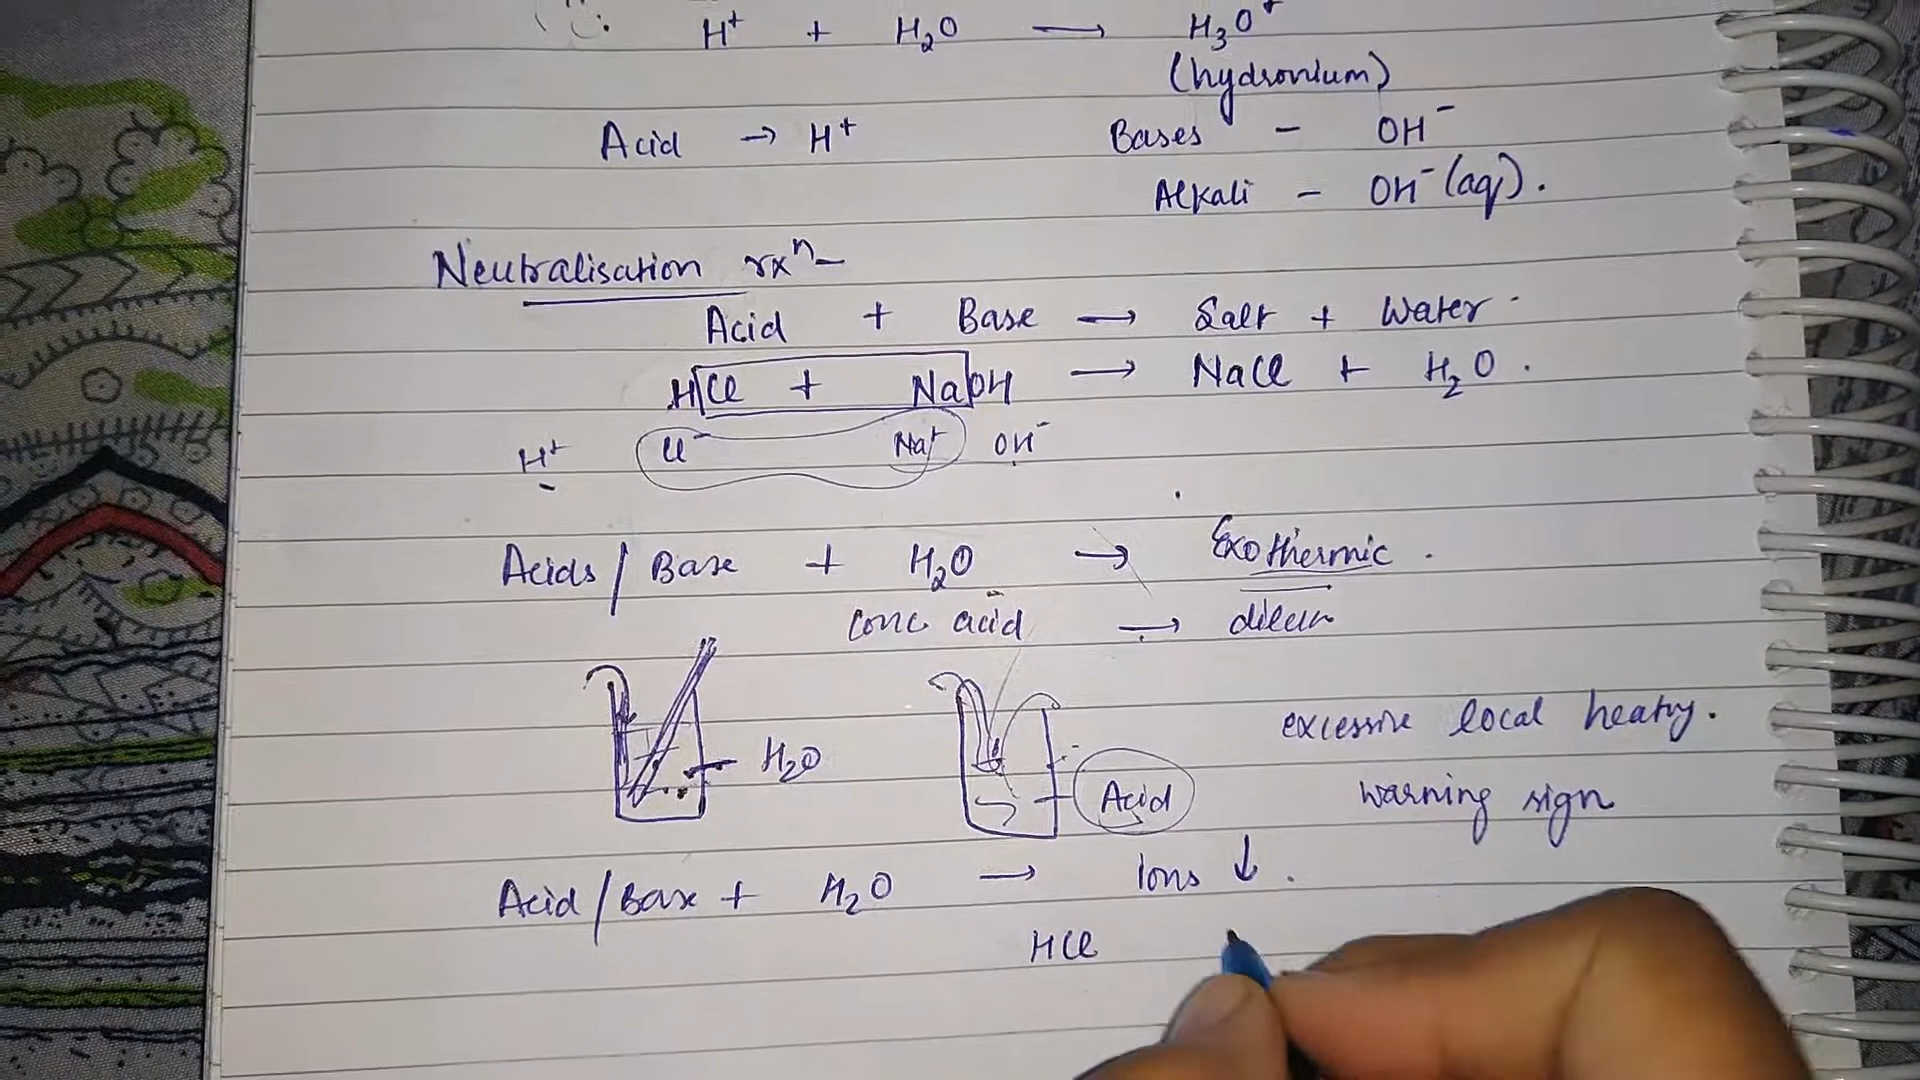 H⁺ + H₂O → H₃O⁺
(hydronium)
Acid → H⁺ Bases - OH⁻
Alkali - OH⁻(aq).
Neutralisation rxⁿ-
Acid + Base → Salt + Water.
HCl + NaOH → NaCl + H₂O.
H⁺ Cl⁻ Na⁺ OH⁻
Acids / Base + H₂O → Exothermic.
conc acid →
H₂O
excessive local
Acid
warning sign
Acid / Base + H₂O → Ions ↓.
HCl